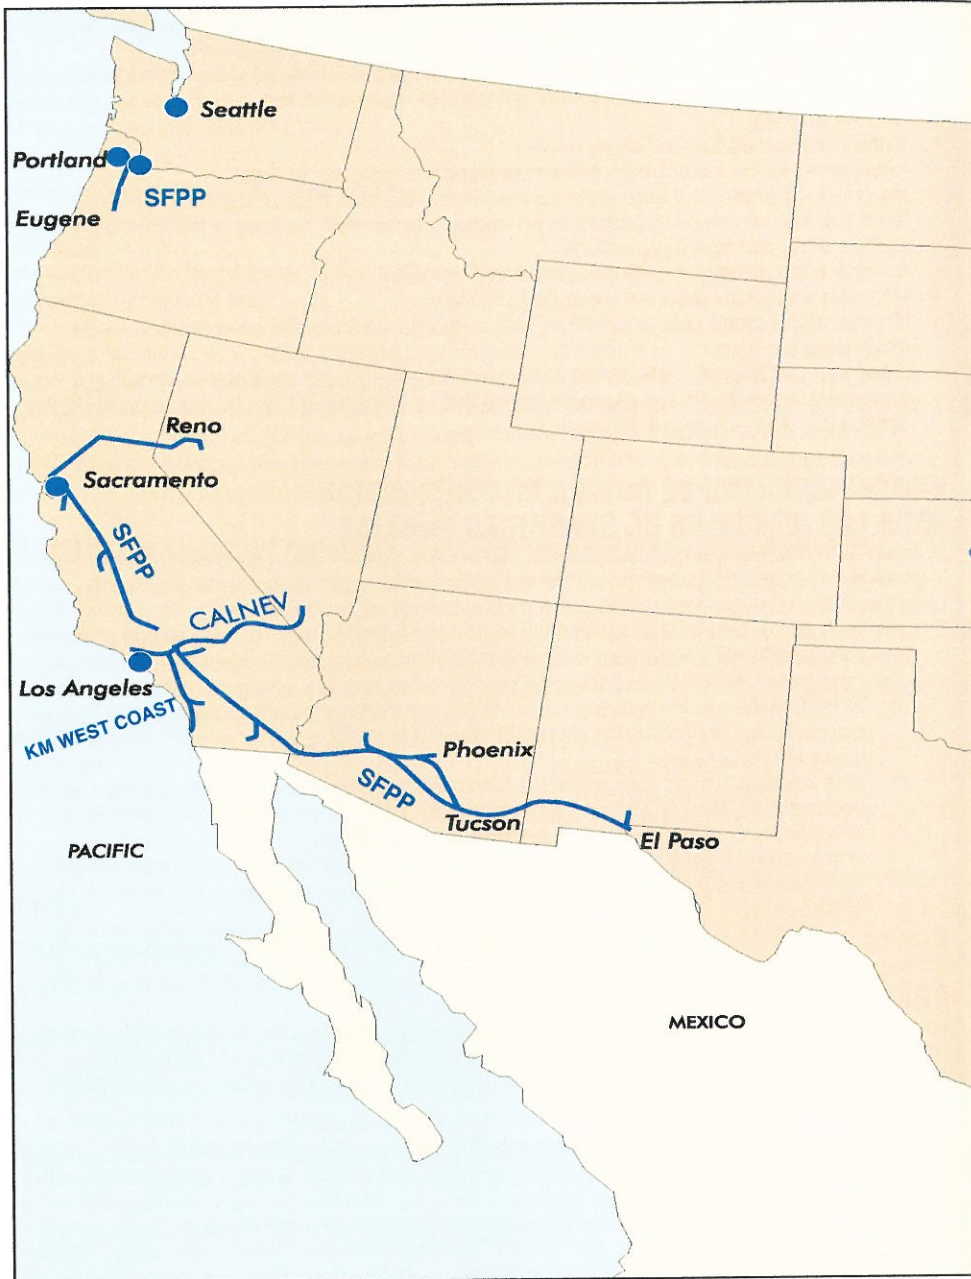 Seattle
Portland
SFPP
Eugene
Reno
Sacramento
SFPP
CALNEV
Los Angeles
KM WEST COAST
Phoenix
SFPP
Tucson
El Paso
PACIFIC
MEXICO